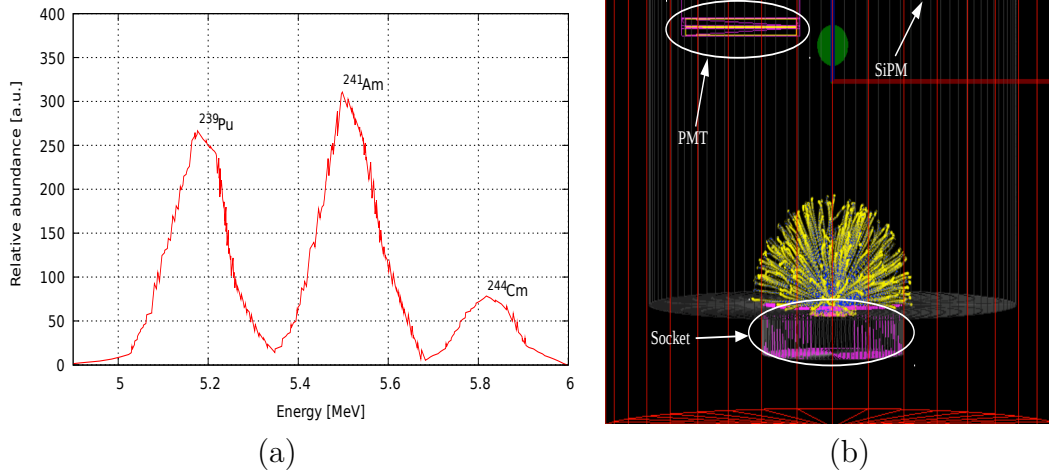 Relative abundance [a.u.]
400
350
300
250
200
150
100
50
0
5
5.2
5.4
5.6
5.8
6
Energy [MeV]
²³⁹Pu
²⁴¹Am
²⁴⁴Cm
(a)
PMT
SiPM
Socket
(b)